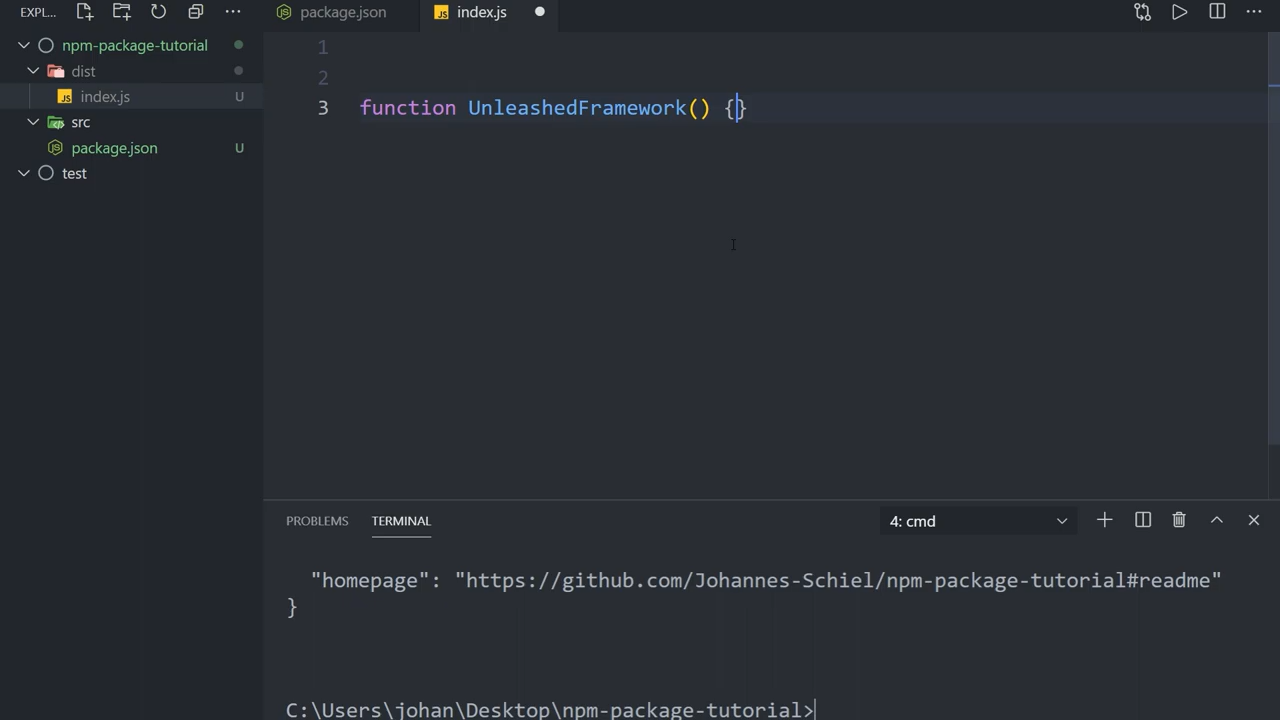 EXPL...
package.json
JS index.js
npm-package-tutorial
dist
JS index.js U
src
package.json U
test
1
2
3 function UnleashedFramework() {}
PROBLEMS TERMINAL
4: cmd
"homepage": "https://github.com/Johannes-Schiel/npm-package-tutorial#readme"
}
C:\Users\johan\Desktop\npm-package-tutorial>